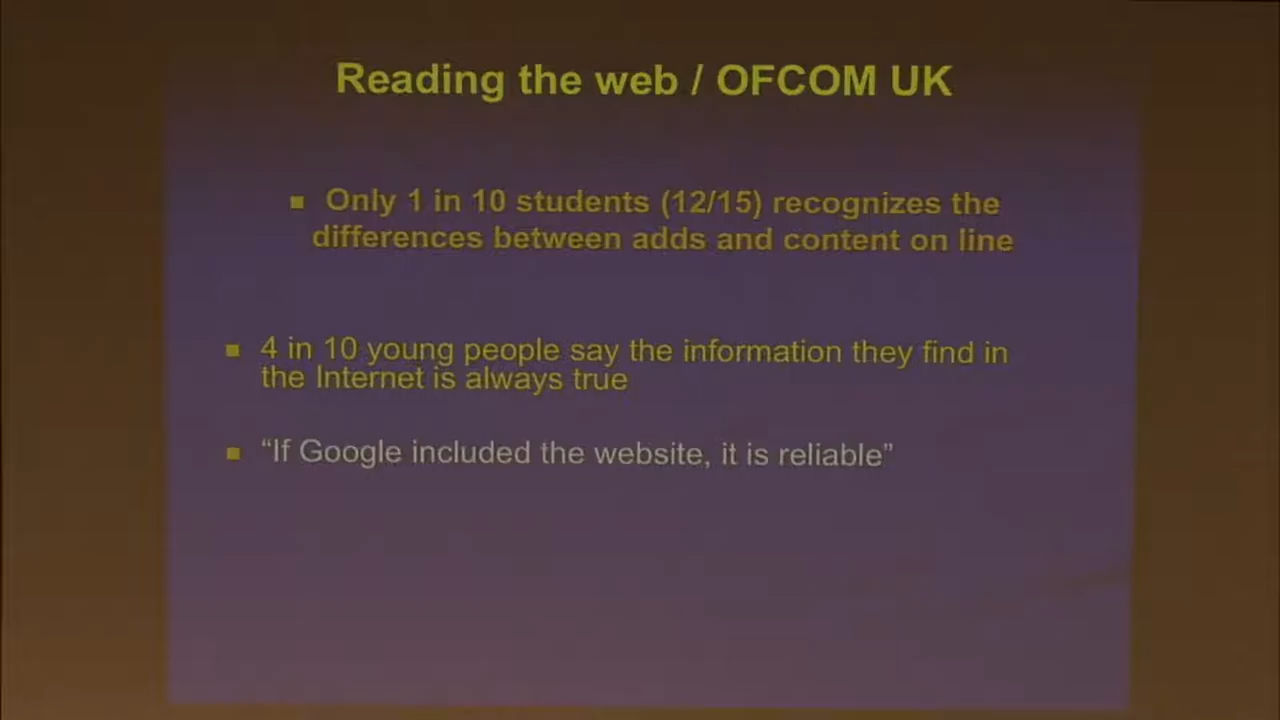 Reading the web / OFCOM UK
▪ Only 1 in 10 students (12/15) recognizes the
differences between adds and content on line
▪ 4 in 10 young people say the information they find in
the Internet is always true
▪ “If Google included the website, it is reliable”